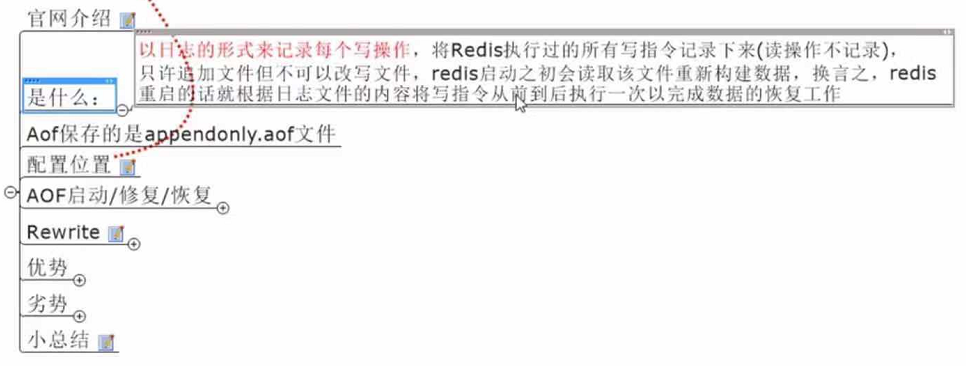 官网介绍
以日志的形式来记录每个写操作，将Redis执行过的所有写指令记录下来(读操作不记录)，
只许追加文件但不可以改写文件，redis启动之初会读取该文件重新构建数据，换言之，redis
重启的话就根据日志文件的内容将写指令从前到后执行一次以完成数据的恢复工作
是什么：
Aof保存的是appendonly.aof文件
配置位置
AOF启动/修复/恢复
Rewrite
优势
劣势
小总结